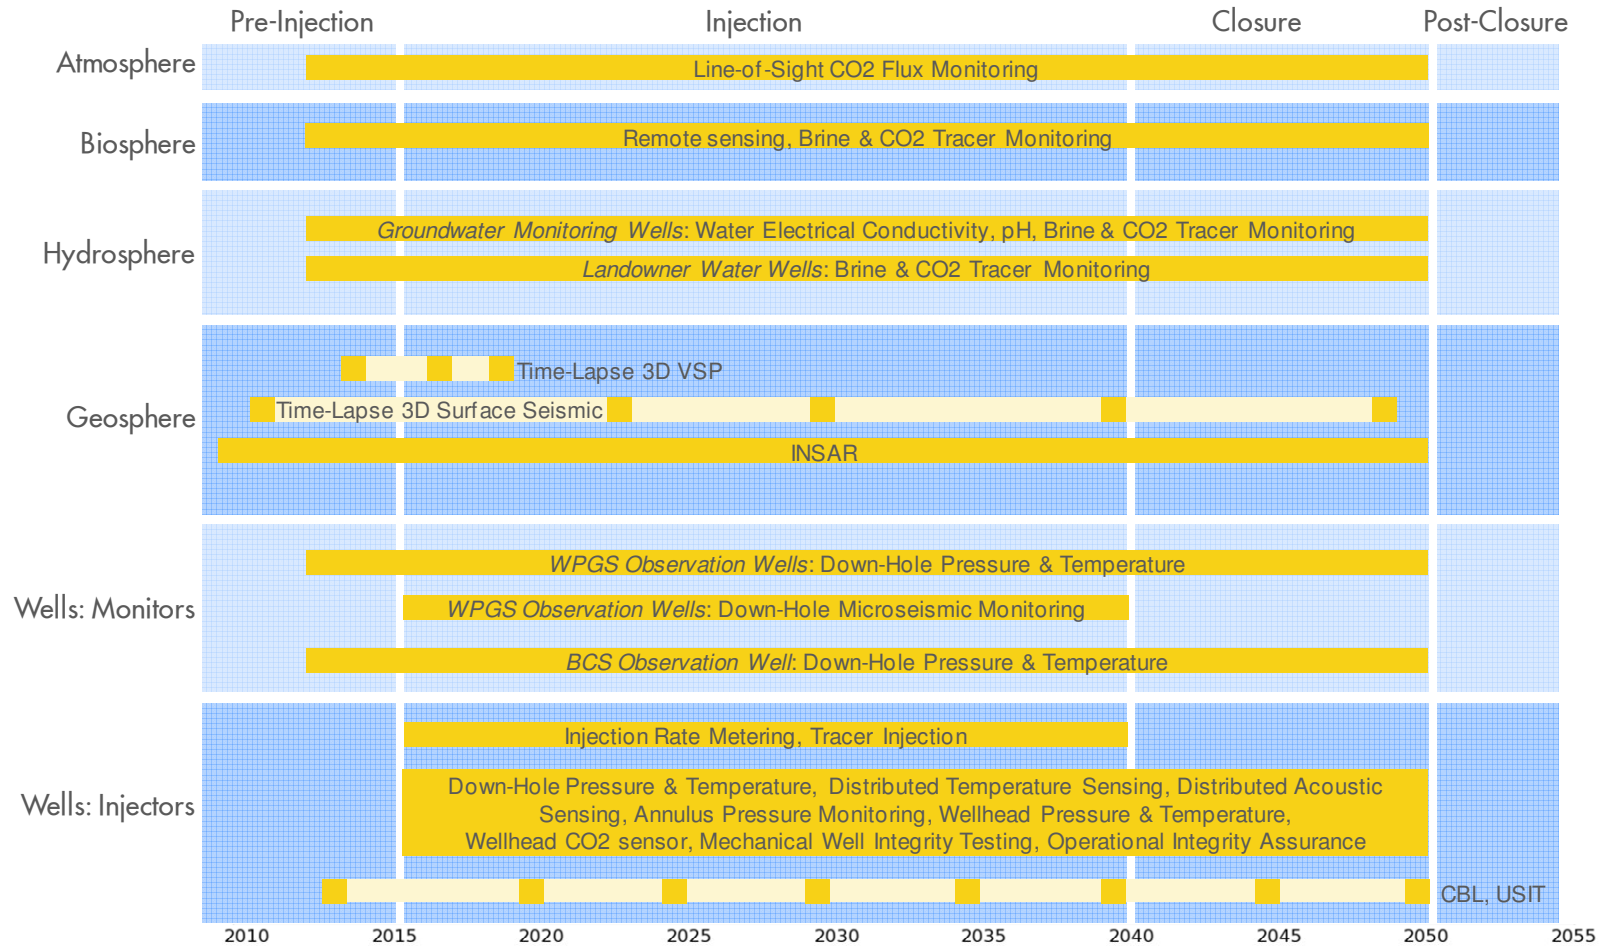 Pre-Injection Injection Closure Post-Closure
Atmosphere
Line-of-Sight CO2 Flux Monitoring
Biosphere
Remote sensing, Brine & CO2 Tracer Monitoring
Hydrosphere
Groundwater Monitoring Wells: Water Electrical Conductivity, pH, Brine & CO2 Tracer Monitoring
Landowner Water Wells: Brine & CO2 Tracer Monitoring
Geosphere
Time-Lapse 3D VSP
Time-Lapse 3D Surface Seismic
INSAR
Wells: Monitors
WPGS Observation Wells: Down-Hole Pressure & Temperature
WPGS Observation Wells: Down-Hole Microseismic Monitoring
BCS Observation Well: Down-Hole Pressure & Temperature
Wells: Injectors
Injection Rate Metering, Tracer Injection
Down-Hole Pressure & Temperature, Distributed Temperature Sensing, Distributed Acoustic
Sensing, Annulus Pressure Monitoring, Wellhead Pressure & Temperature,
Wellhead CO2 sensor, Mechanical Well Integrity Testing, Operational Integrity Assurance
CBL, USIT
2010 2015 2020 2025 2030 2035 2040 2045 2050 2055